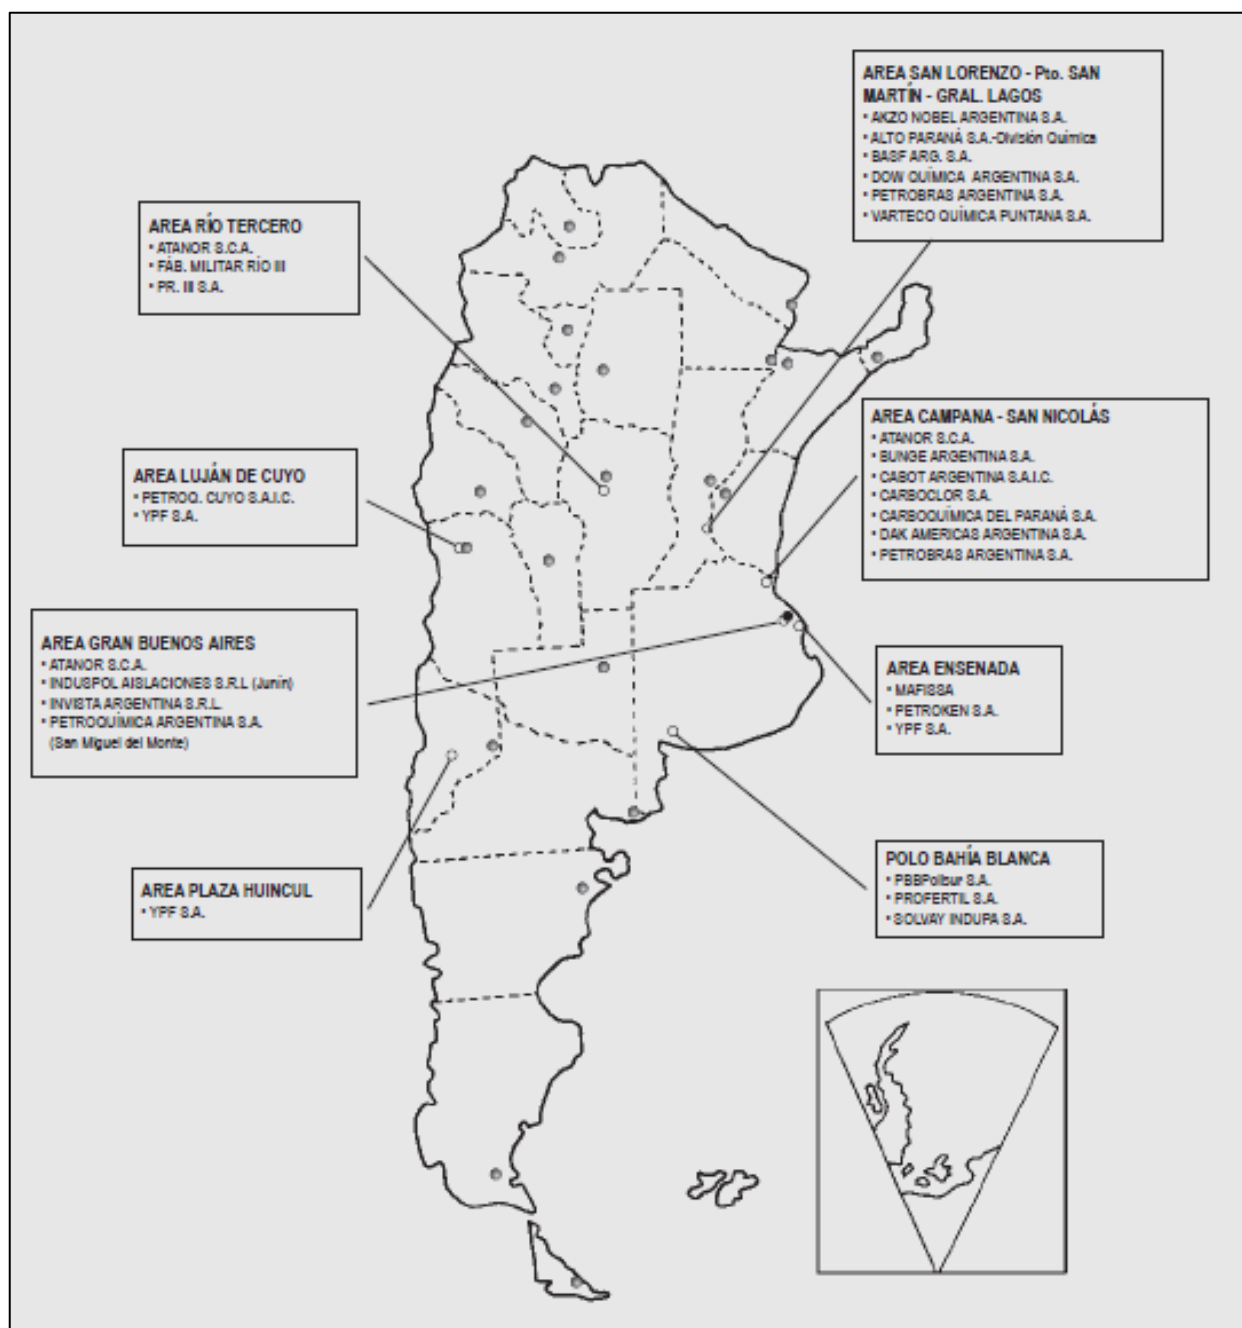 AREA SAN LORENZO - Pto. SAN
MARTÍN - GRAL. LAGOS
• AKZO NOBEL ARGENTINA S.A.
• ALTO PARANÁ S.A.-División Química
• BASF ARG. S.A.
• DOW QUÍMICA ARGENTINA S.A.
• PETROBRAS ARGENTINA S.A.
• VARTECO QUÍMICA PUNTANA S.A.
AREA RÍO TERCERO
• ATANOR S.C.A.
• FÁB. MILITAR RÍO III
• PR. III S.A.
AREA CAMPANA - SAN NICOLÁS
• ATANOR S.C.A.
• BUNGE ARGENTINA S.A.
• CABOT ARGENTINA S.A.I.C.
• CARBOCLOR S.A.
• CARBOQUÍMICA DEL PARANÁ S.A.
• DAK AMERICAS ARGENTINA S.A.
• PETROBRAS ARGENTINA S.A.
AREA LUJÁN DE CUYO
• PETROQ. CUYO S.A.I.C.
• YPF S.A.
AREA GRAN BUENOS AIRES
• ATANOR S.C.A.
• INDUSPOL AISLACIONES S.R.L (Junín)
• INVISTA ARGENTINA S.R.L.
• PETROQUÍMICA ARGENTINA S.A.
(San Miguel del Monte)
AREA ENSENADA
• MAFISSA
• PETROKEN S.A.
• YPF S.A.
AREA PLAZA HUINCUL
• YPF S.A.
POLO BAHÍA BLANCA
• PBBPolisur S.A.
• PROFERTIL S.A.
• SOLVAY INDUPA S.A.